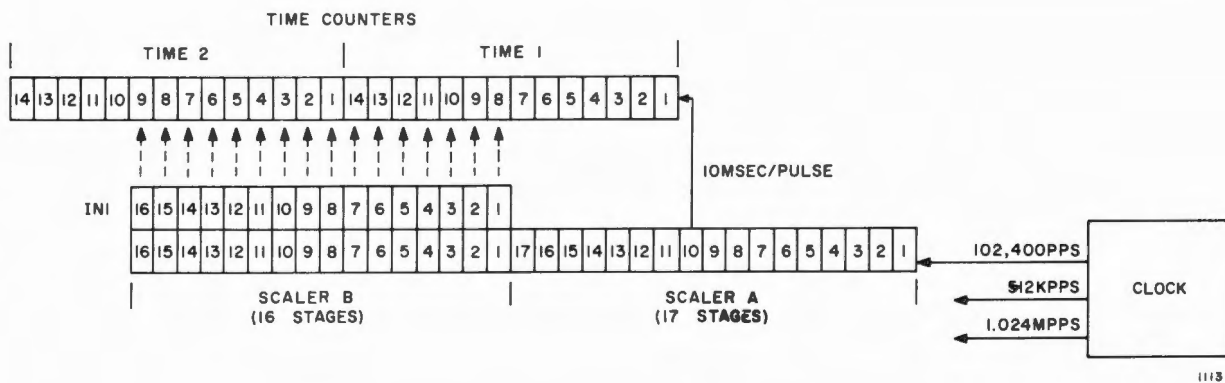 TIME COUNTERS
TIME 2 TIME 1
14 13 12 11 10 9 8 7 6 5 4 3 2 1 14 13 12 11 10 9 8 7 6 5 4 3 2 1
10MSEC/PULSE
IN1 16 15 14 13 12 11 10 9 8 7 6 5 4 3 2 1
16 15 14 13 12 11 10 9 8 7 6 5 4 3 2 1 17 16 15 14 13 12 11 10 9 8 7 6 5 4 3 2 1
102,400PPS
512KPPS
1.024MPPS
CLOCK
SCALER B
(16 STAGES)
SCALER A
(17 STAGES)
1113